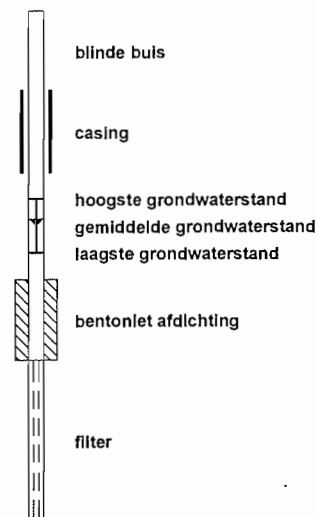 blinde buis
casing
hoogste grondwaterstand
gemiddelde grondwaterstand
laagste grondwaterstand
bentoniet afdichting
filter